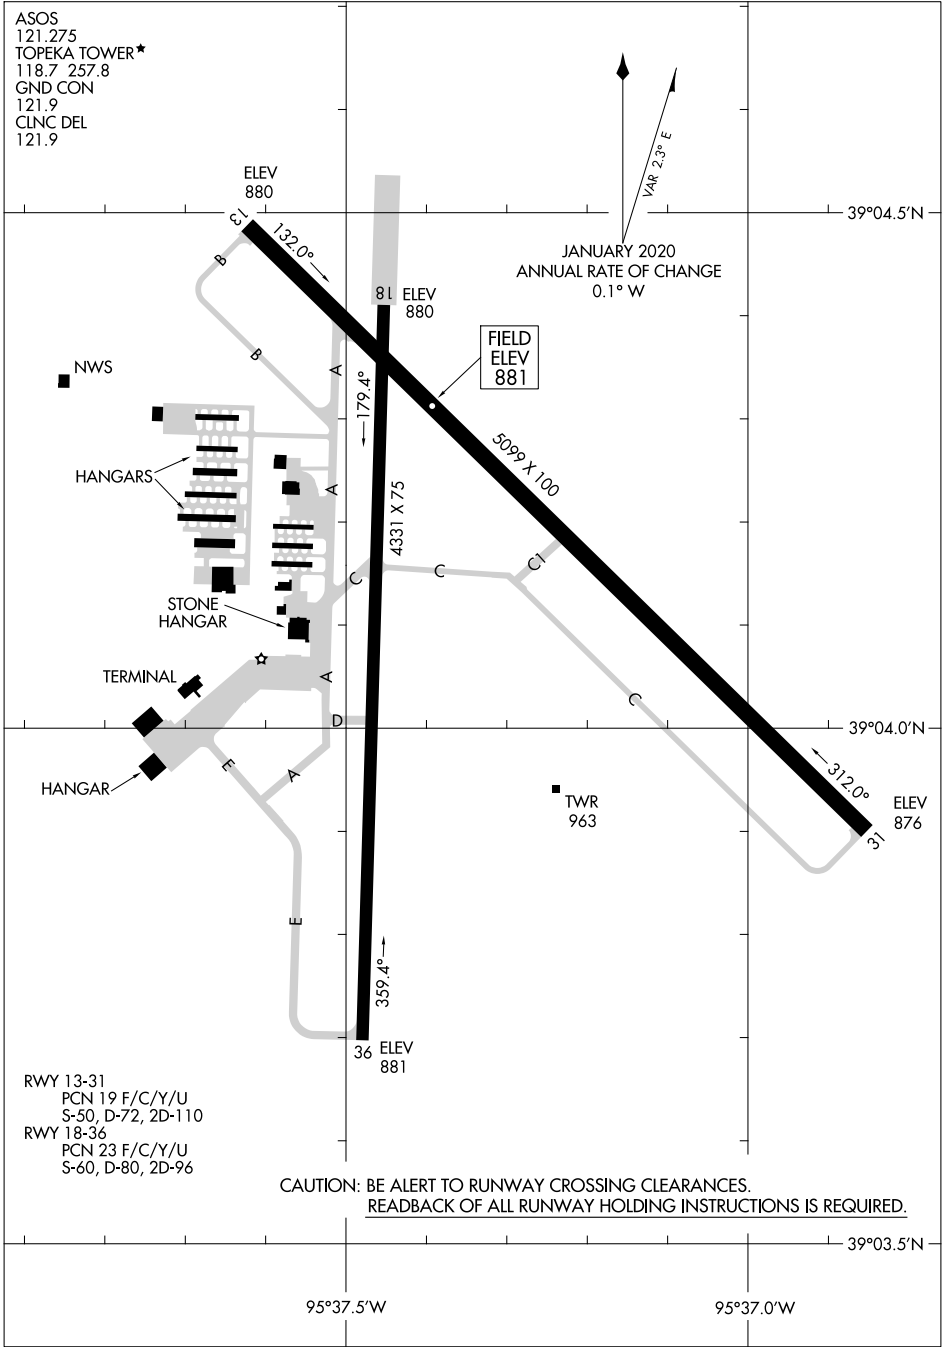 ASOS
121.275
TOPEKA TOWER★
118.7 257.8
GND CON
121.9
CLNC DEL
121.9
ELEV
880
13
132.0°
B
B
VAR 2.3° E
JANUARY 2020
ANNUAL RATE OF CHANGE
0.1° W
39°04.5'N
18
ELEV
880
FIELD
ELEV
881
NWS
A
179.4°
HANGARS
A
4331 X 75
5099 X 100
C
C
C1
STONE
HANGAR
TERMINAL
A
C
D
39°04.0'N
E
A
HANGAR
TWR
963
312.0°
ELEV
876
31
E
359.4°
36
ELEV
881
RWY 13-31
PCN 19 F/C/Y/U
S-50, D-72, 2D-110
RWY 18-36
PCN 23 F/C/Y/U
S-60, D-80, 2D-96
CAUTION: BE ALERT TO RUNWAY CROSSING CLEARANCES.
READBACK OF ALL RUNWAY HOLDING INSTRUCTIONS IS REQUIRED.
39°03.5'N
95°37.5'W
95°37.0'W